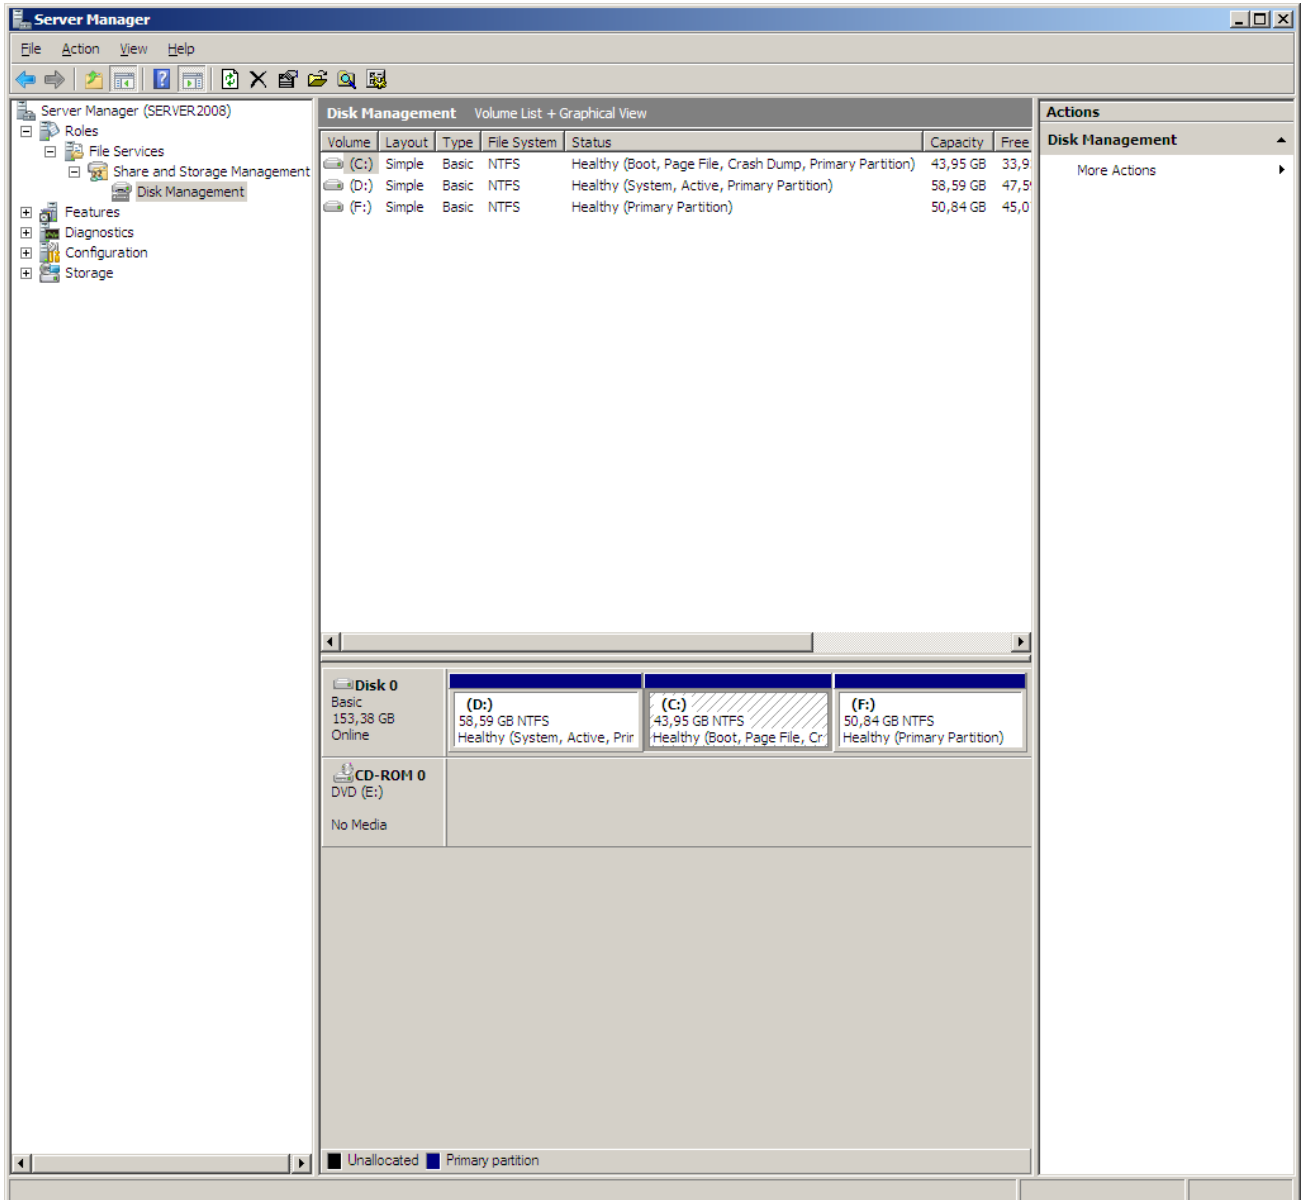 Server Manager
File Action View Help
Server Manager (SERVER2008)
Roles
File Services
Share and Storage Management
Disk Management
Features
Diagnostics
Configuration
Storage
Disk Management Volume List + Graphical View
Volume Layout Type File System Status Capacity Free
(C:) Simple Basic NTFS Healthy (Boot, Page File, Crash Dump, Primary Partition) 43,95 GB 33,9
(D:) Simple Basic NTFS Healthy (System, Active, Primary Partition) 58,59 GB 47,5
(F:) Simple Basic NTFS Healthy (Primary Partition) 50,84 GB 45,0
Disk 0
Basic
153,38 GB
Online
(D:)
58,59 GB NTFS
Healthy (System, Active, Prir
(C:)
43,95 GB NTFS
Healthy (Boot, Page File, Cr
(F:)
50,84 GB NTFS
Healthy (Primary Partition)
CD-ROM 0
DVD (E:)
No Media
Unallocated Primary partition
Actions
Disk Management
More Actions